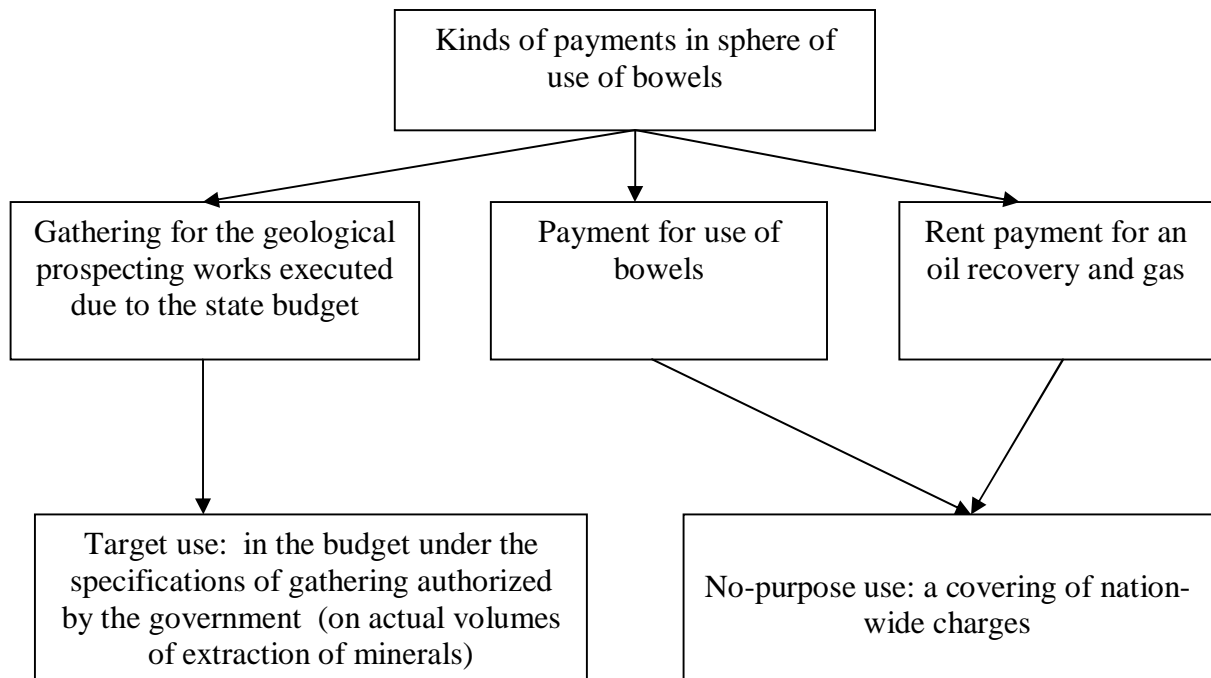 Kinds of payments in sphere of
use of bowels
Gathering for the geological
prospecting works executed
due to the state budget
Payment for use of
bowels
Rent payment for an
oil recovery and gas
Target use:  in the budget under the
specifications of gathering authorized
by the government  (on actual volumes
of extraction of minerals)
No-purpose use: a covering of nation-
wide charges